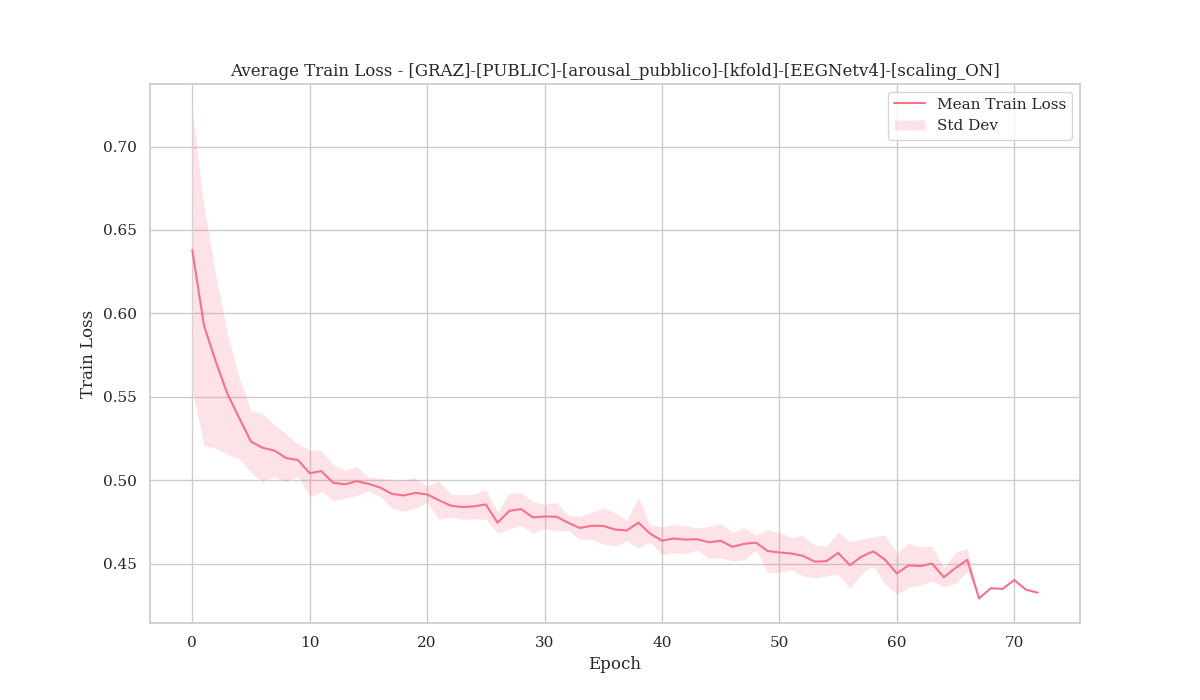 Average Train Loss - [GRAZ]-[PUBLIC]-[arousal_pubblico]-[kfold]-[EEGNetv4]-[scaling_ON]
Mean Train Loss
Std Dev
0.70
0.65
0.60
0.55
0.50
0.45
Train Loss
0 10 20 30 40 50 60 70
Epoch